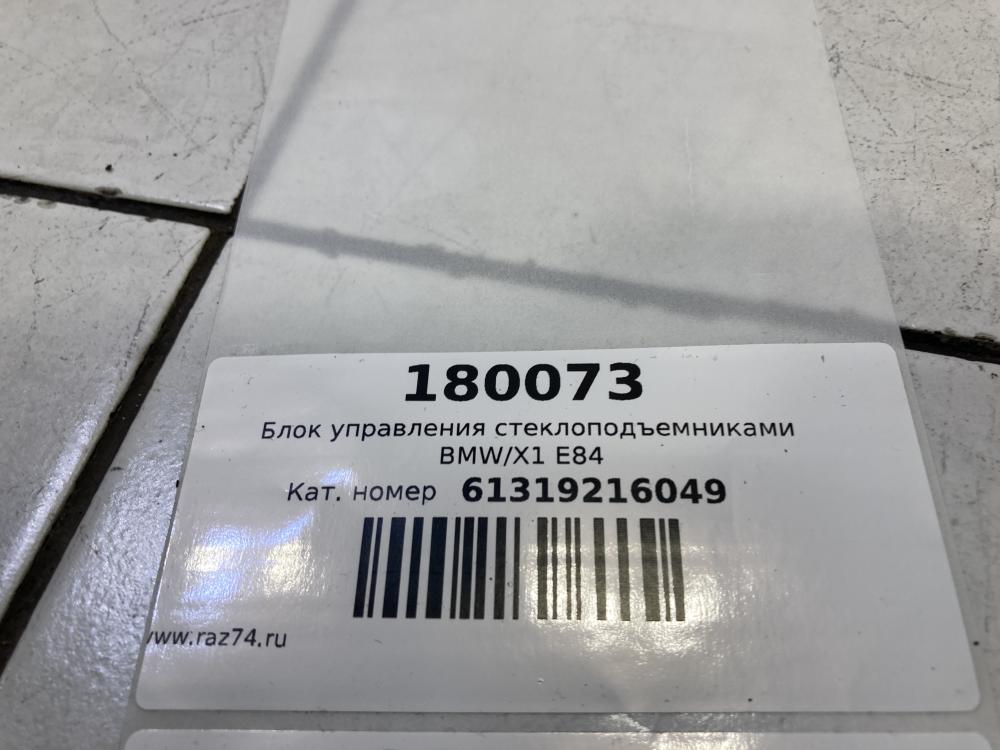 180073
Блок управления стеклоподъемниками
BMW/X1 E84
Кат. номер 61319216049
www.raz74.ru